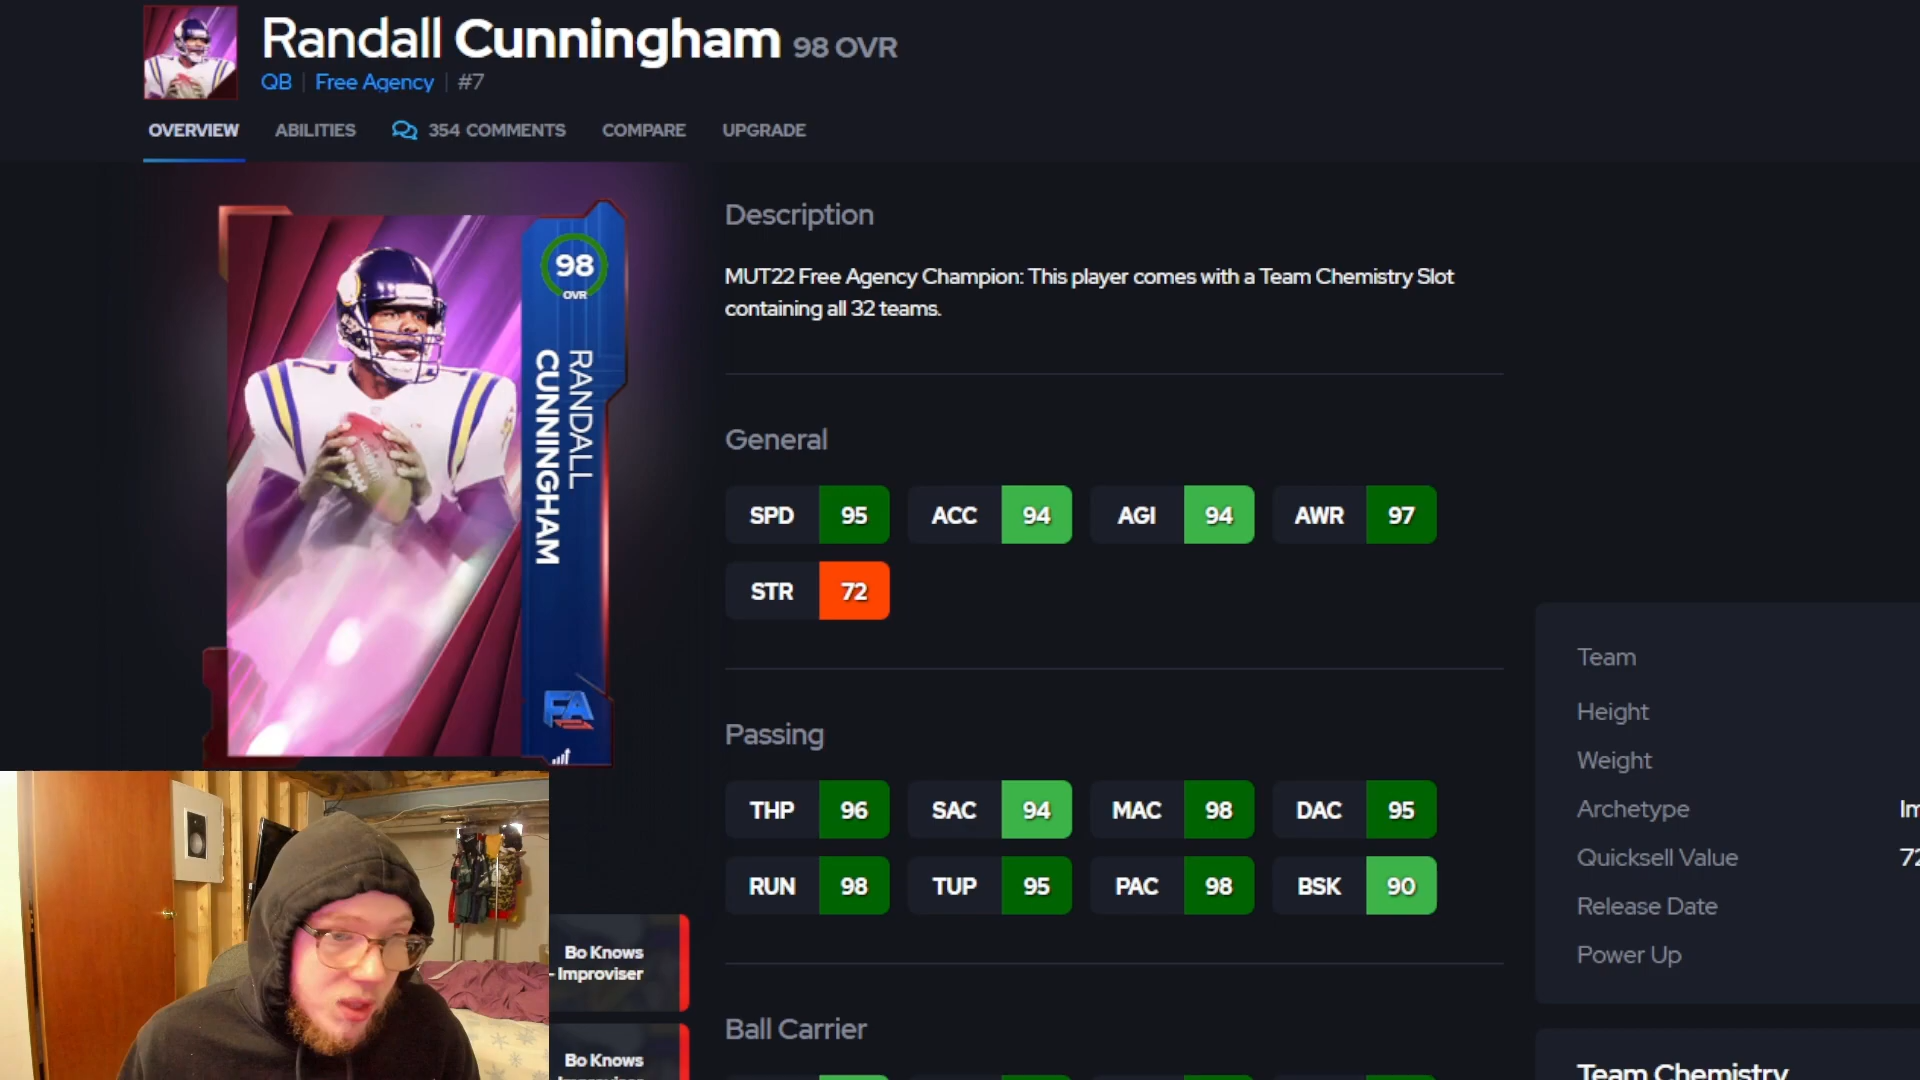 Randall Cunningham 98 OVR
QB | Free Agency | #7
OVERVIEW ABILITIES 354 COMMENTS COMPARE UPGRADE
98
OVR
RANDALL
CUNNINGHAM
FA
Description
MUT22 Free Agency Champion: This player comes with a Team Chemistry Slot
containing all 32 teams.
General
SPD 95 ACC 94 AGI 94 AWR 97
STR 72
Passing
THP 96 SAC 94 MAC 98 DAC 95
RUN 98 TUP 95 PAC 98 BSK 90
Ball Carrier
Bo Knows
- Improviser
Bo Knows
Team
Height
Weight
Archetype Im
Quicksell Value 72
Release Date
Power Up
Team Chemistry